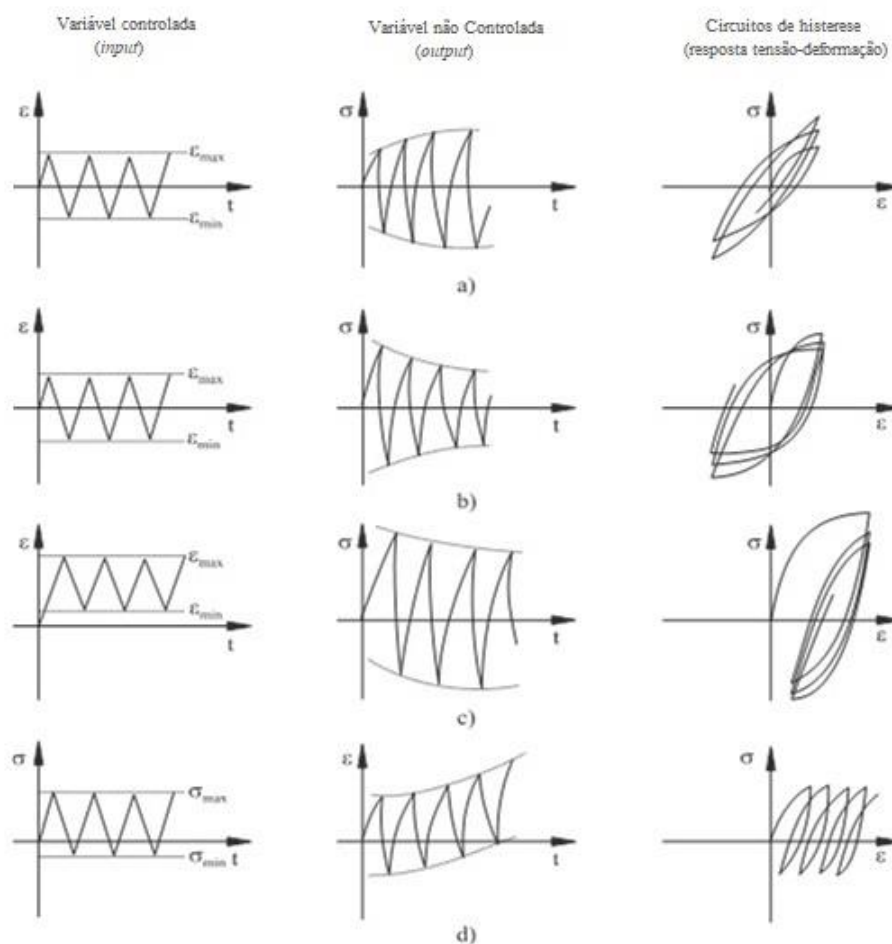 Variável controlada
(input)
Variável não Controlada
(output)
Circuitos de histerese
(resposta tensão-deformação)
ε
εmax
εmin
t
σ
t
σ
ε
a)
ε
εmax
εmin
t
σ
t
σ
ε
b)
ε
εmax
εmin
t
σ
t
σ
ε
c)
σ
σmax
σmin
t
ε
t
σ
ε
d)